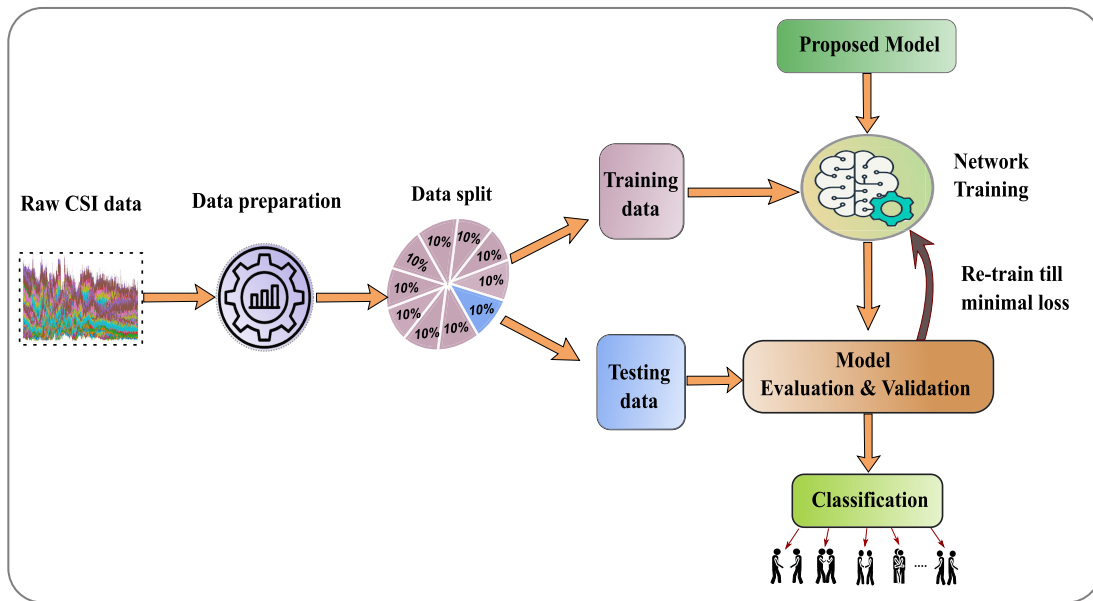 Proposed Model
Network
Training
Training
data
Raw CSI data
Data preparation
Data split
10%
10%
10%
10%
10%
10%
10%
10%
10%
10%
Re-train till
minimal loss
Testing
data
Model
Evaluation & Validation
Classification
....